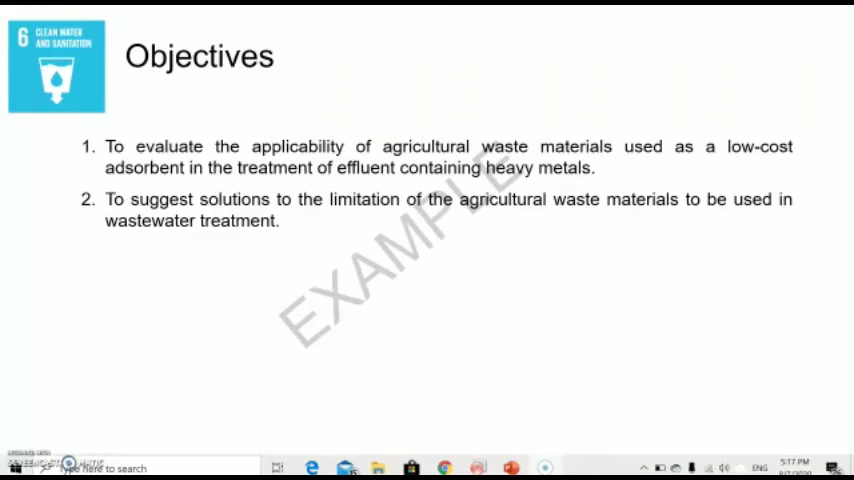 6 CLEAN WATER
AND SANITATION
Objectives
1. To evaluate the applicability of agricultural waste materials used as a low-cost
adsorbent in the treatment of effluent containing heavy metals.
2. To suggest solutions to the limitation of the agricultural waste materials to be used in
wastewater treatment.
EXAMPLE
SCREENCAST-O-MATIC
Type here to search
ENG
5:17 PM